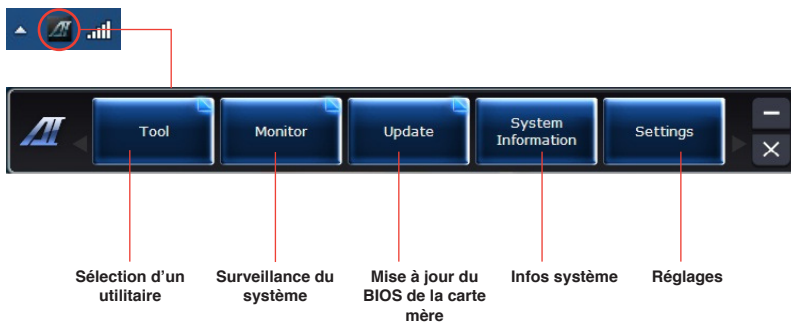 Tool
Monitor
Update
System
Information
Settings
Sélection d'un
utilitaire
Surveillance du
système
Mise à jour du
BIOS de la carte
mère
Infos système
Réglages